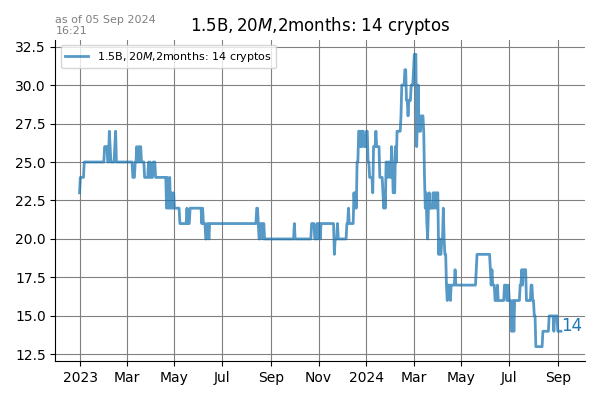 as of 05 Sep 2024
16:21
1.5B, 20M,2months: 14 cryptos
1.5B, 20M,2months: 14 cryptos
32.5
30.0
27.5
25.0
22.5
20.0
17.5
15.0
12.5
14
2023 Mar May Jul Sep Nov 2024 Mar May Jul Sep